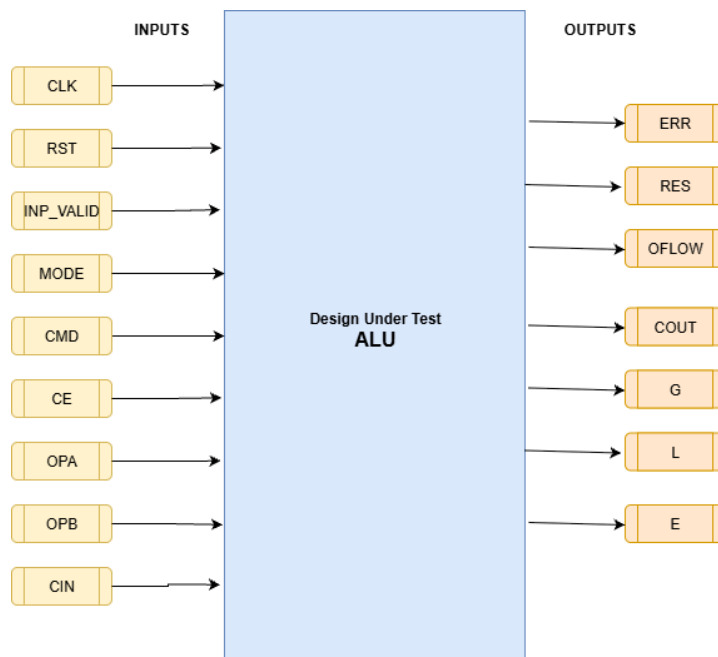 INPUTS
OUTPUTS
CLK
RST
INP_VALID
MODE
CMD
CE
OPA
OPB
CIN
Design Under Test
ALU
ERR
RES
OFLOW
COUT
G
L
E